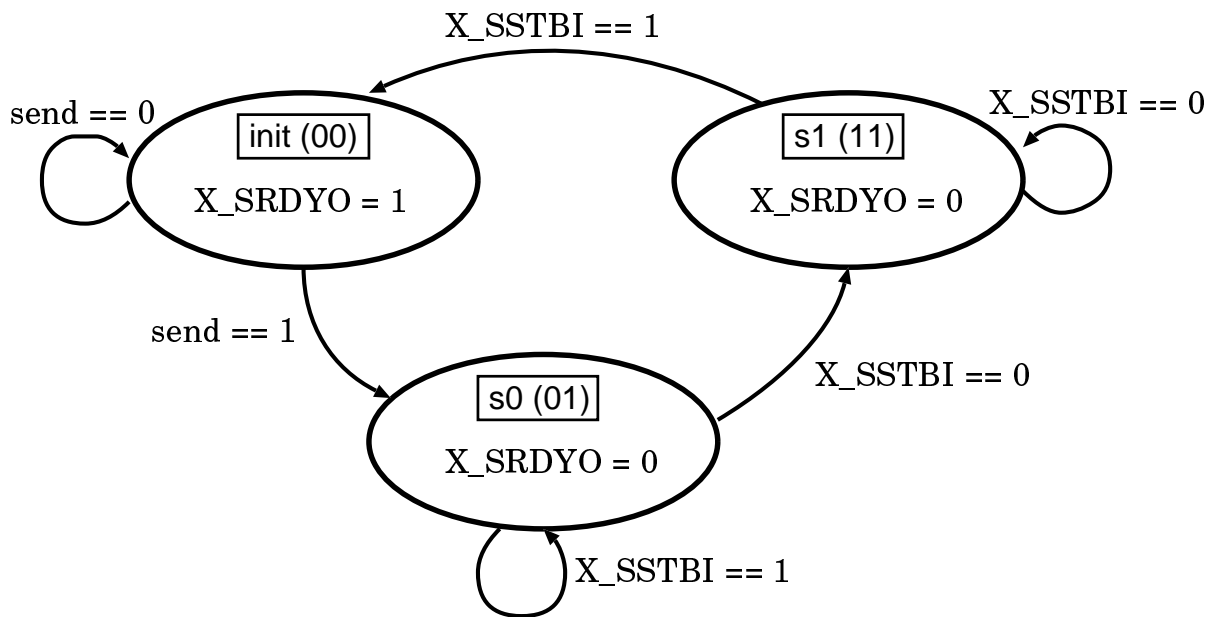 X_SSTBI == 1
send == 0
X_SSTBI == 0
init (00)
s1 (11)
X_SRDYO = 1
X_SRDYO = 0
send == 1
X_SSTBI == 0
s0 (01)
X_SRDYO = 0
X_SSTBI == 1